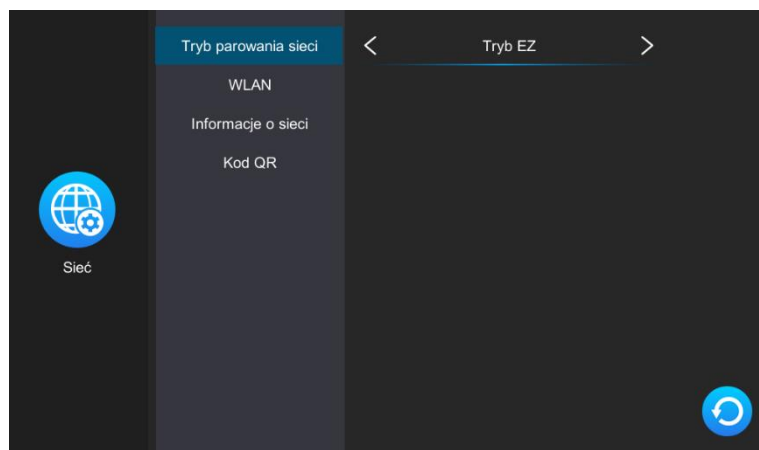 Tryb parowania sieci
Tryb EZ
WLAN
Informacje o sieci
Kod QR
Sieć